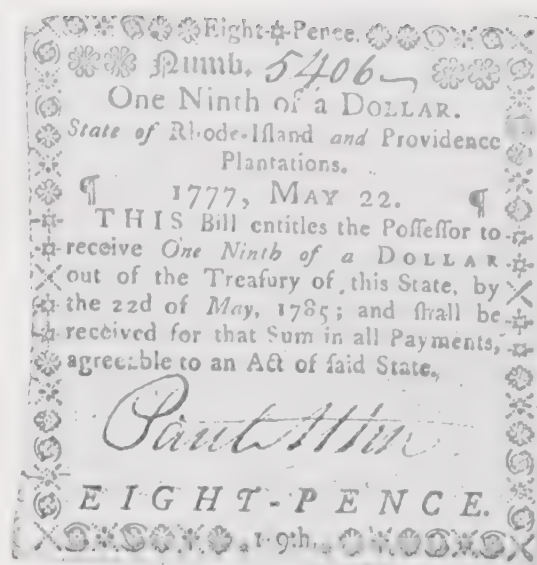 Eight-Pence.
Numb. 5406
One Ninth of a DOLLAR.
State of Rhode-Iſland and Providence
Plantations.
¶ 1777, MAY 22. ¶
THIS Bill entitles the Poſſeſſor to
receive One Ninth of a DOLLAR
out of the Treaſury of this State, by
the 22d of May, 1785; and ſhall be
received for that Sum in all Payments,
agreeable to an Act of ſaid State.
EIGHT-PENCE.
1-9th.